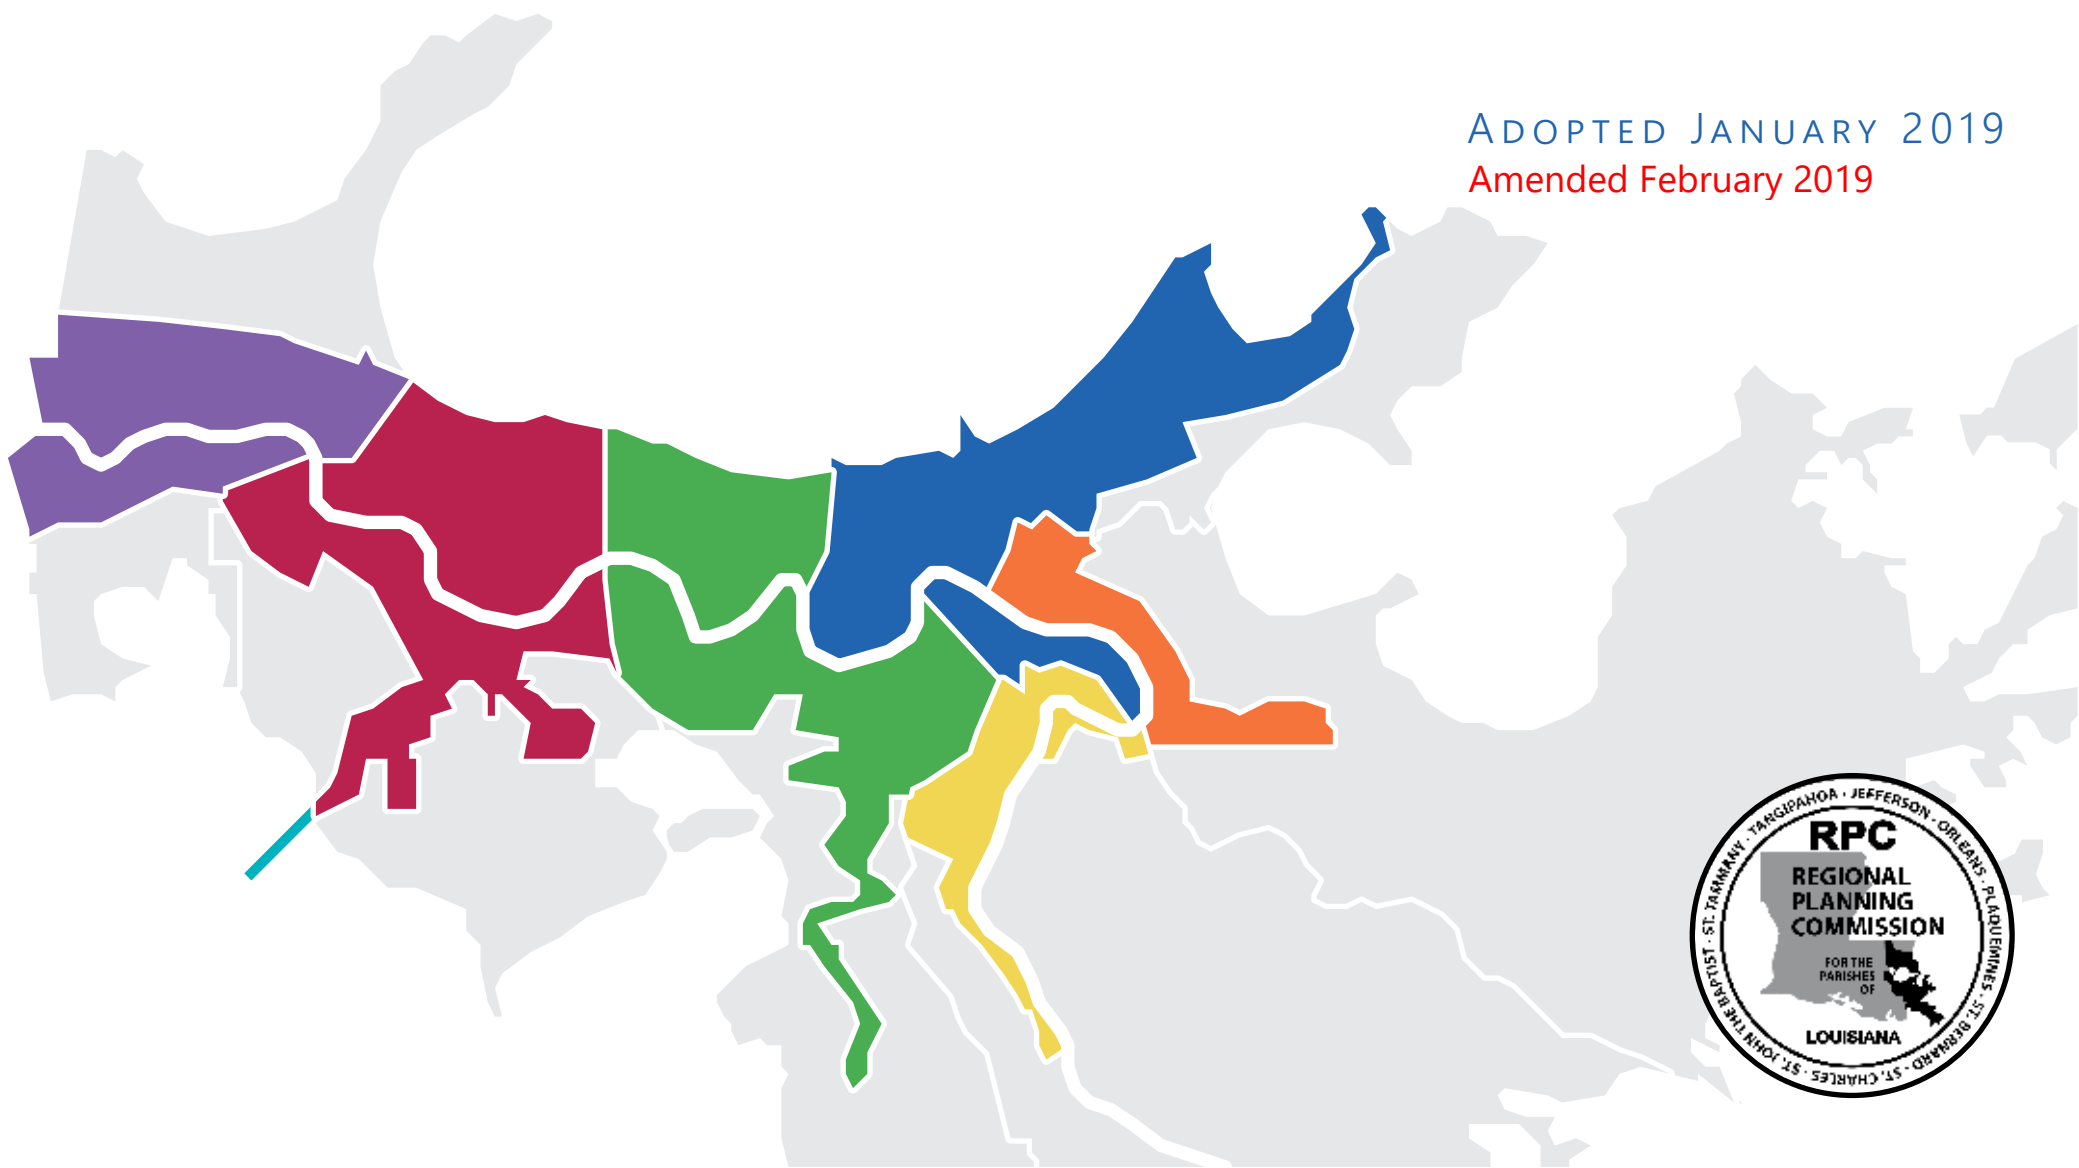 ADOPTED JANUARY 2019
Amended February 2019
ST. JOHN THE BAPTIST · ST. TAMMANY · TANGIPAHOA · JEFFERSON · ORLEANS · PLAQUEMINES · ST. BERNARD · ST. CHARLES ·
RPC
REGIONAL
PLANNING
COMMISSION
FOR THE
PARISHES
OF
LOUISIANA